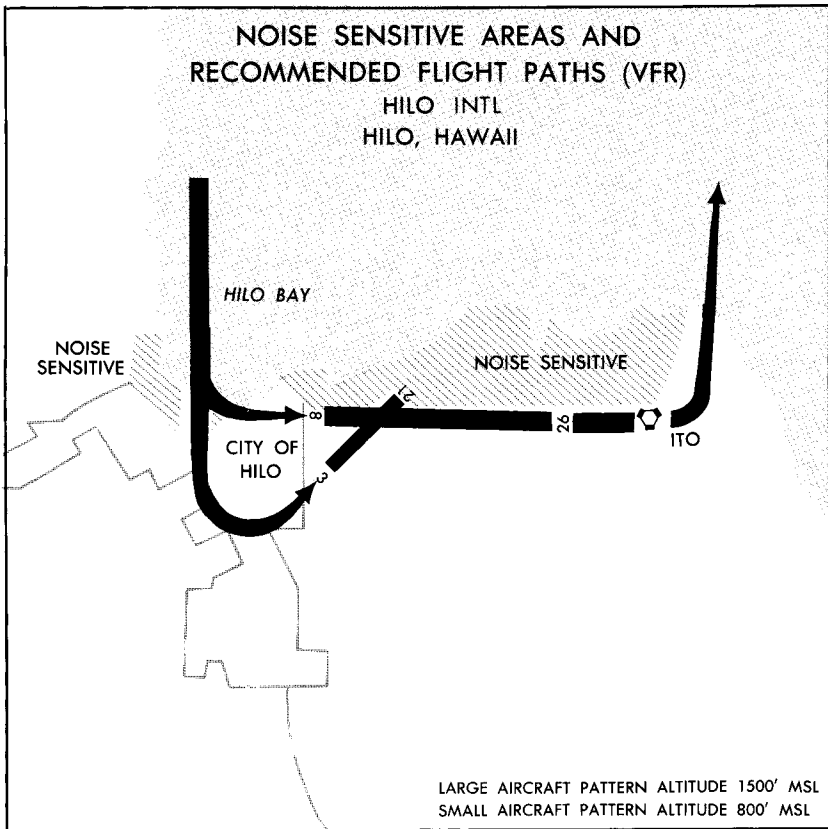 NOISE SENSITIVE AREAS AND
RECOMMENDED FLIGHT PATHS (VFR)
HILO INTL
HILO, HAWAII
HILO BAY
NOISE
SENSITIVE
NOISE SENSITIVE
21
8
26
ITO
CITY OF
HILO
3
LARGE AIRCRAFT PATTERN ALTITUDE 1500' MSL
SMALL AIRCRAFT PATTERN ALTITUDE 800' MSL